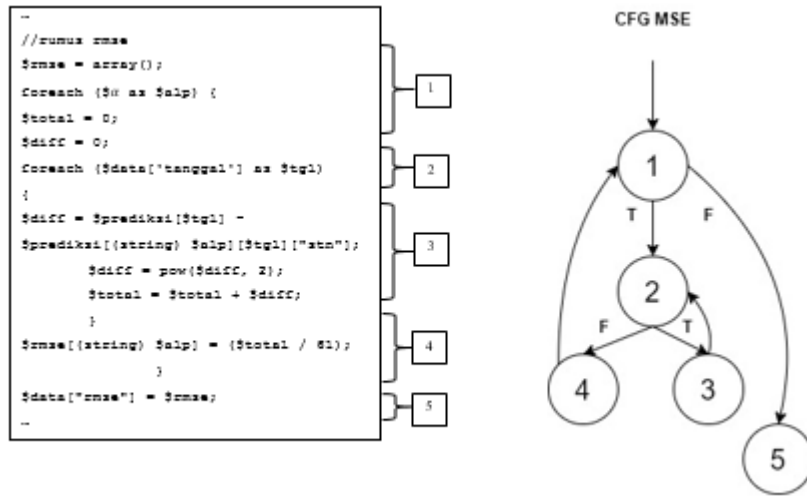 …
//rumus rmse
$rmse = array();
foreach ($α as $alp) {
$total = 0;
$diff = 0;
foreach ($data["tanggal"] as $tgl)
{
$diff = $prediksi[$tgl] -
$prediksi[(string) $alp][$tgl]["stn"];
$diff = pow($diff, 2);
$total = $total + $diff;
}
$rmse[(string) $alp] = ($total / 61);
}
$data["rmse"] = $rmse;
…
1
2
3
4
5
CFG MSE
1
T
F
2
F
T
4
3
5